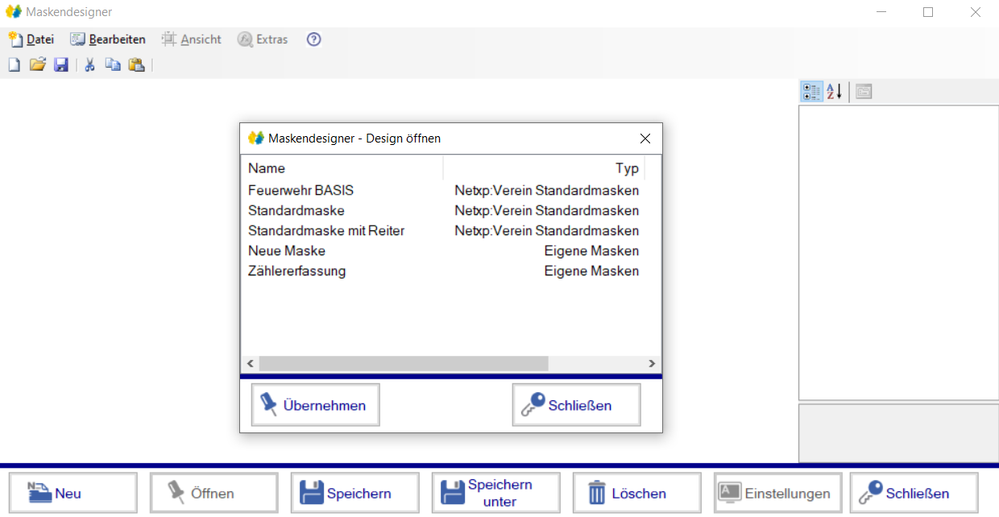 Maskendesigner
Datei Bearbeiten Ansicht Extras
Maskendesigner - Design öffnen
Name Typ
Feuerwehr BASIS Netxp:Verein Standardmasken
Standardmaske Netxp:Verein Standardmasken
Standardmaske mit Reiter Netxp:Verein Standardmasken
Neue Maske Eigene Masken
Zählererfassung Eigene Masken
Übernehmen Schließen
Neu Öffnen Speichern Speichern unter Löschen Einstellungen Schließen